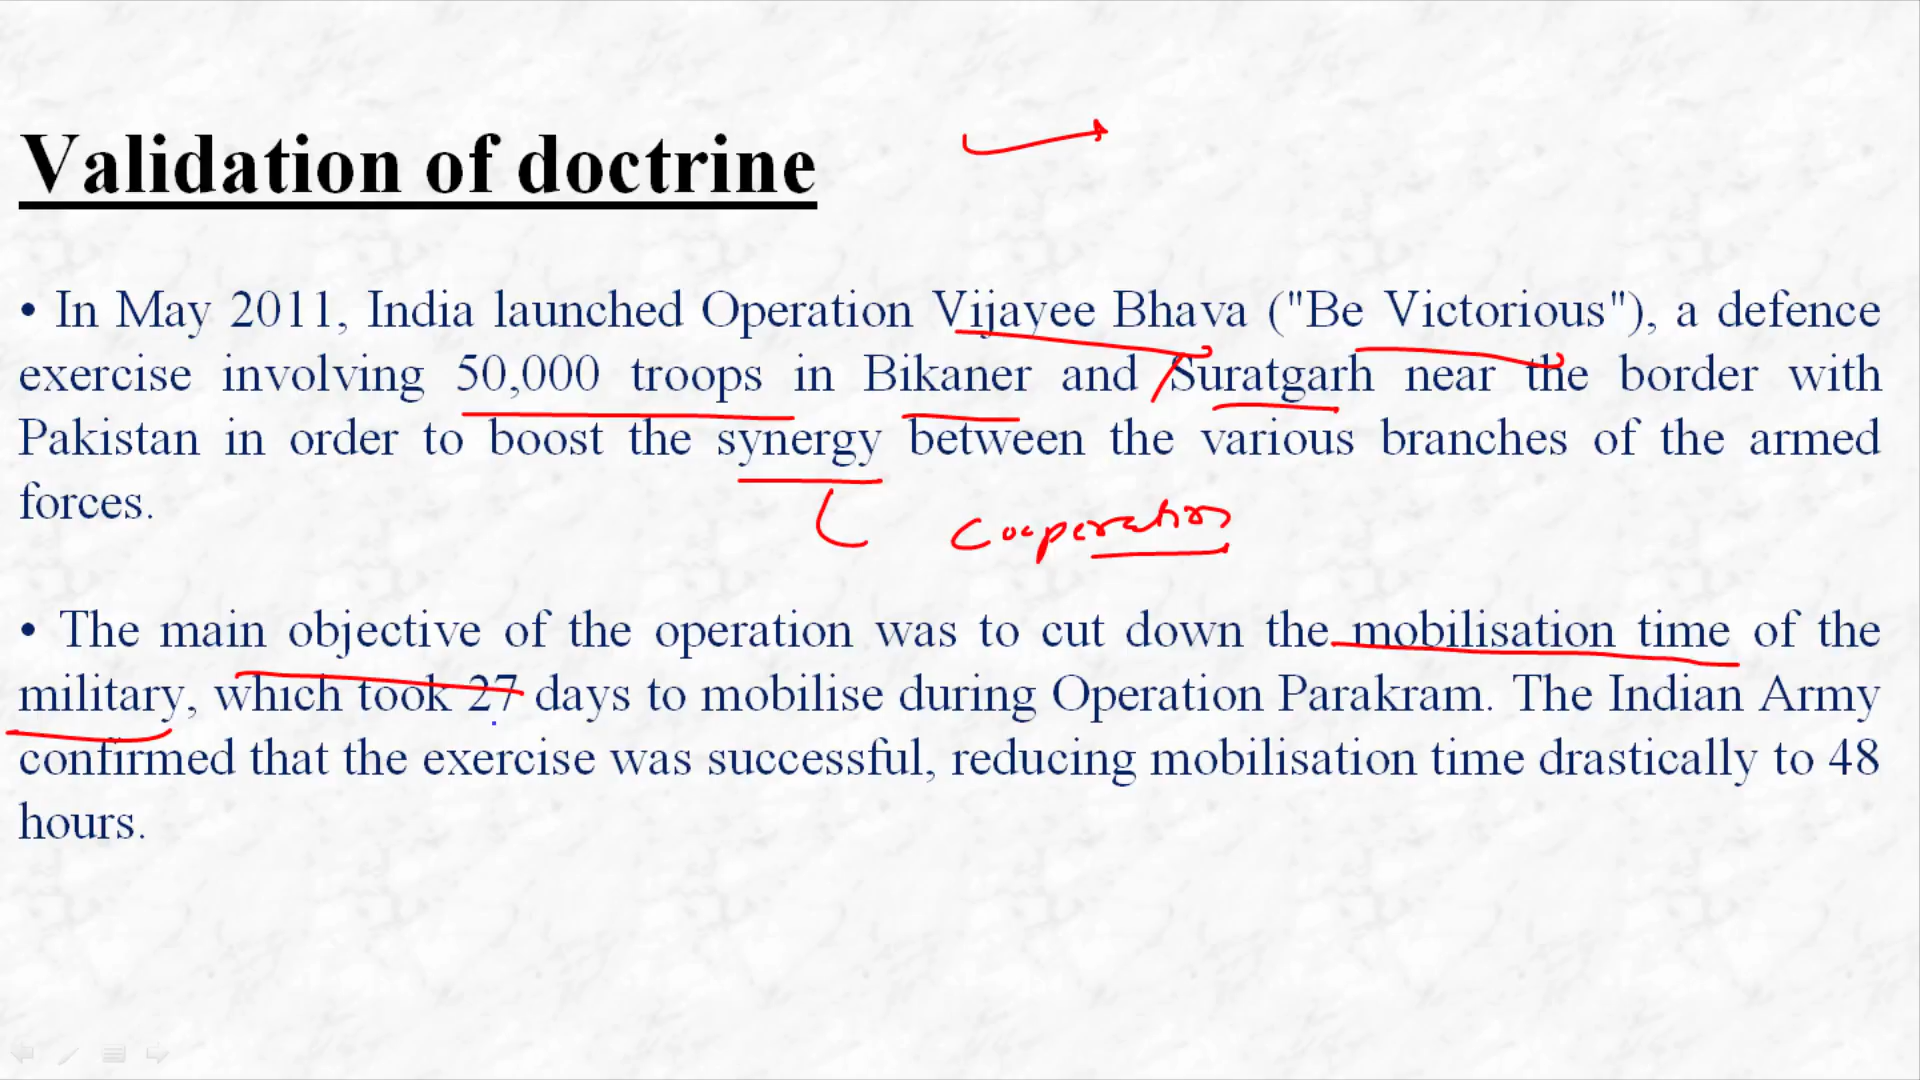 Validation of doctrine
• In May 2011, India launched Operation Vijayee Bhava ("Be Victorious"), a defence
exercise involving 50,000 troops in Bikaner and Suratgarh near the border with
Pakistan in order to boost the synergy between the various branches of the armed
forces.
cooperation
• The main objective of the operation was to cut down the mobilisation time of the
military, which took 27 days to mobilise during Operation Parakram. The Indian Army
confirmed that the exercise was successful, reducing mobilisation time drastically to 48
hours.